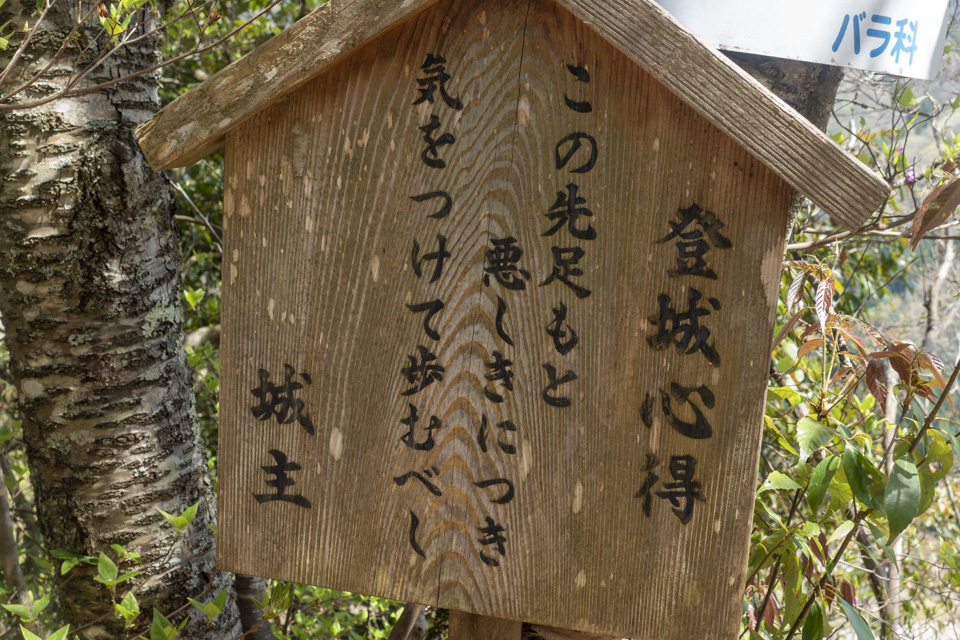 バラ科
登城心得
この先足もと
悪しきにつき
気をつけて歩むべし
城主